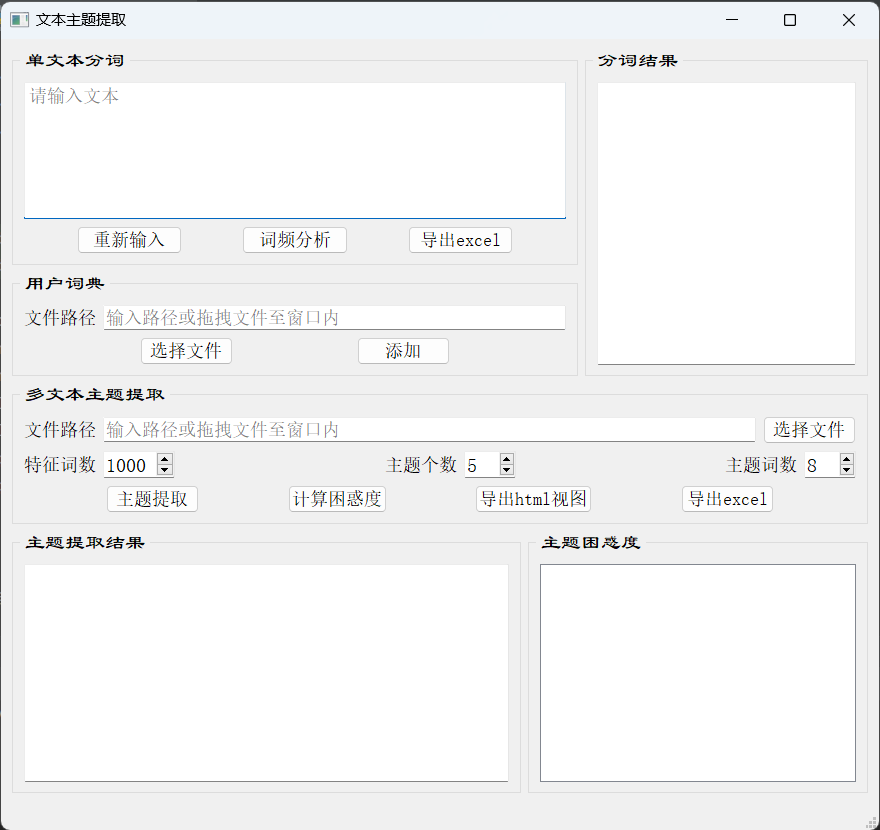 文本主题提取
单文本分词
请输入文本
重新输入 词频分析 导出excel
分词结果
用户词典
文件路径 输入路径或拖拽文件至窗口内
选择文件 添加
多文本主题提取
文件路径 输入路径或拖拽文件至窗口内 选择文件
特征词数 1000 主题个数 5 主题词数 8
主题提取 计算困惑度 导出html视图 导出excel
主题提取结果
主题困惑度